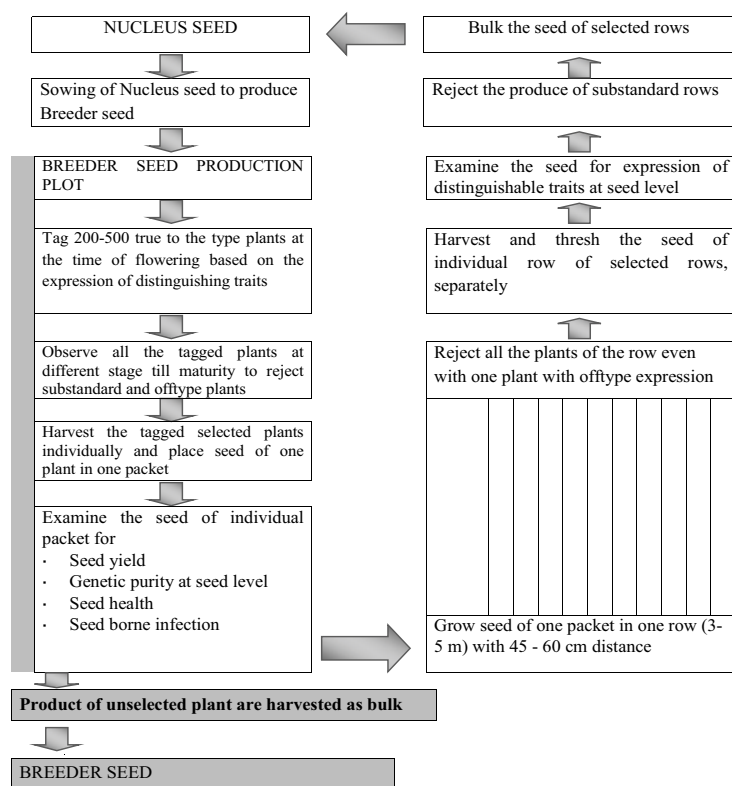 NUCLEUS SEED
Sowing of Nucleus seed to produce
Breeder seed
BREEDER SEED PRODUCTION
PLOT
Tag 200-500 true to the type plants at
the time of flowering based on the
expression of distinguishing traits
Observe all the tagged plants at
different stage till maturity to reject
substandard and offtype plants
Harvest the tagged selected plants
individually and place seed of one
plant in one packet
Examine the seed of individual
packet for
· Seed yield
· Genetic purity at seed level
· Seed health
· Seed borne infection
Product of unselected plant are harvested as bulk
BREEDER SEED
Bulk the seed of selected rows
Reject the produce of substandard rows
Examine the seed for expression of
distinguishable traits at seed level
Harvest and thresh the seed of
individual row of selected rows,
separately
Reject all the plants of the row even
with one plant with offtype expression
Grow seed of one packet in one row (3-
5 m) with 45 - 60 cm distance